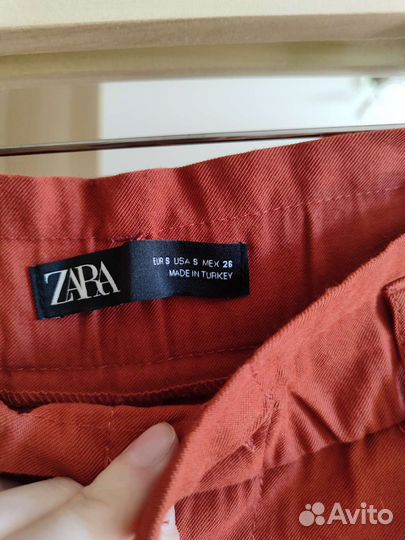 ZARA
EUR S USA S MEX 26
MADE IN TURKEY
Avito